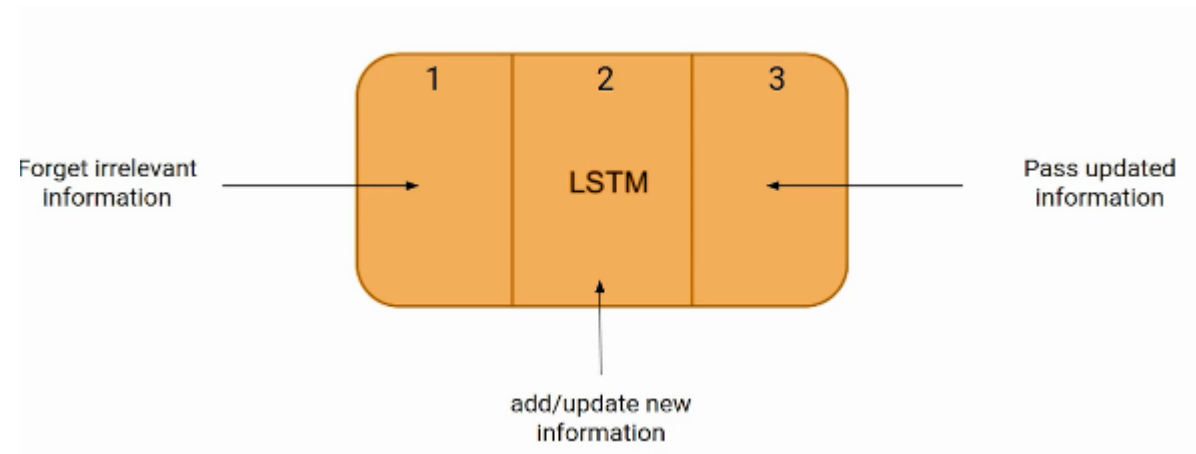 1
2
3
Forget irrelevant
information
LSTM
Pass updated
information
add/update new
information